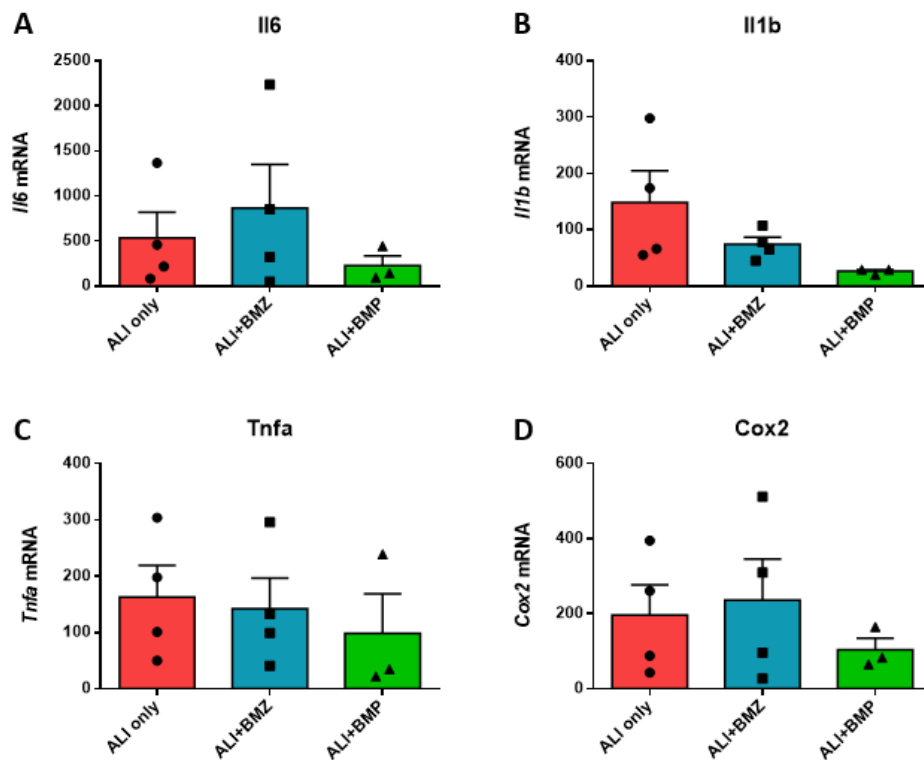 A
Il6
Il6 mRNA
2500
2000
1500
1000
500
0
ALI only
ALI+BMZ
ALI+BMP
B
Il1b
Il1b mRNA
400
300
200
100
0
ALI only
ALI+BMZ
ALI+BMP
C
Tnfa
Tnfa mRNA
400
300
200
100
0
ALI only
ALI+BMZ
ALI+BMP
D
Cox2
Cox2 mRNA
600
400
200
0
ALI only
ALI+BMZ
ALI+BMP